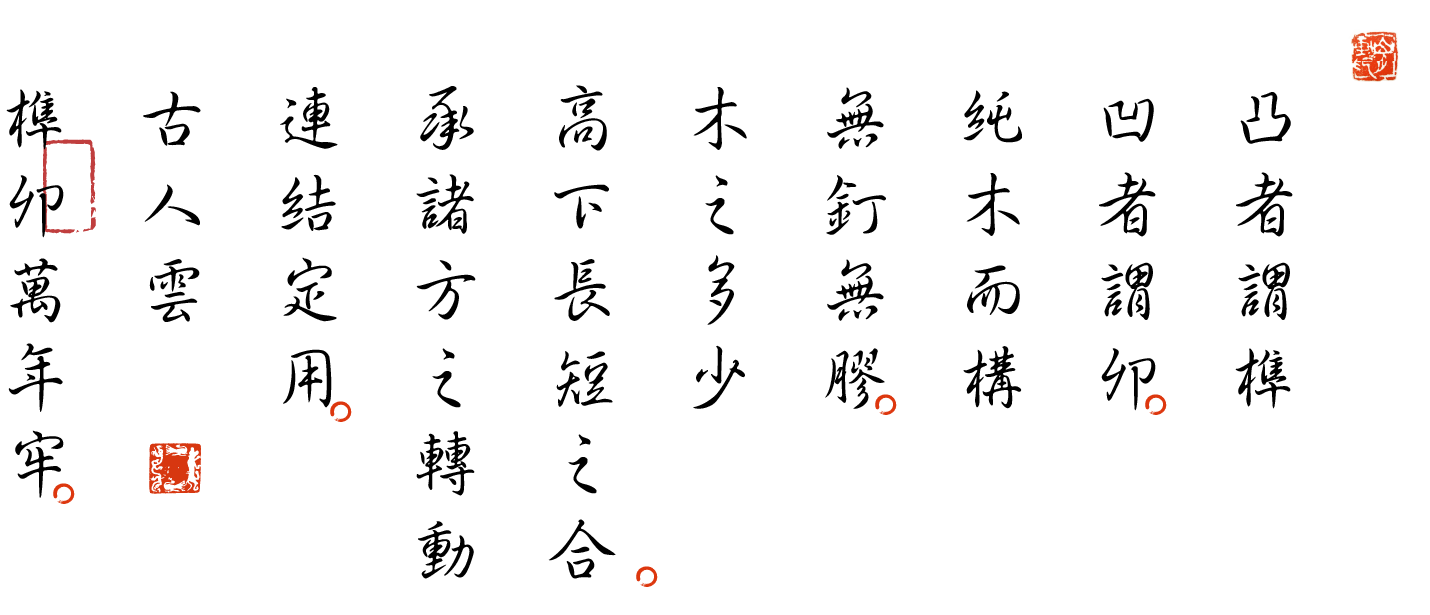 凸者謂榫
凹者謂卯
純木而構
無釘無膠
木之多少
高下長短之合
承諸方之轉動
連結定用
古人雲
榫卯萬年牢